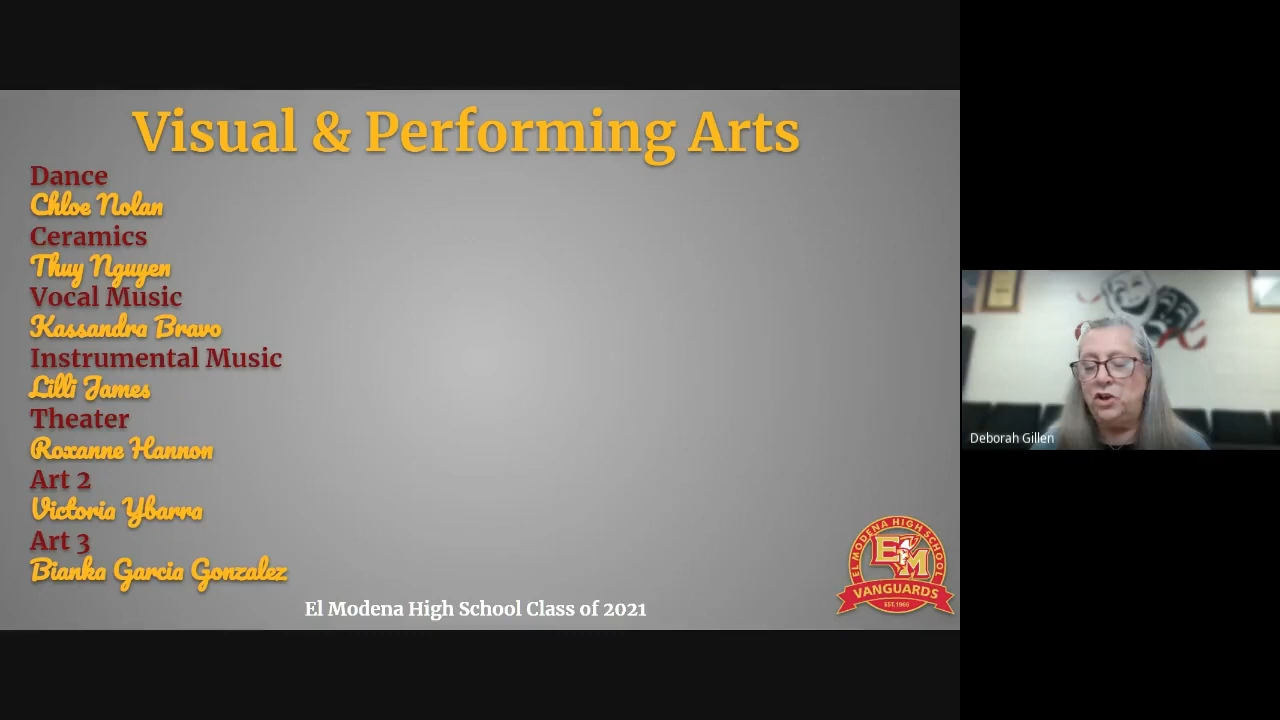 Visual & Performing Arts
Dance
Chloe Nolan
Ceramics
Thuy Nguyen
Vocal Music
Kassandra Bravo
Instrumental Music
Lilli James
Theater
Roxanne Hannon
Art 2
Victoria Ybarra
Art 3
Bianka Garcia Gonzalez
El Modena High School Class of 2021
EL MODENA HIGH SCHOOL
EM
VANGUARDS
EST. 1966
Deborah Gillen